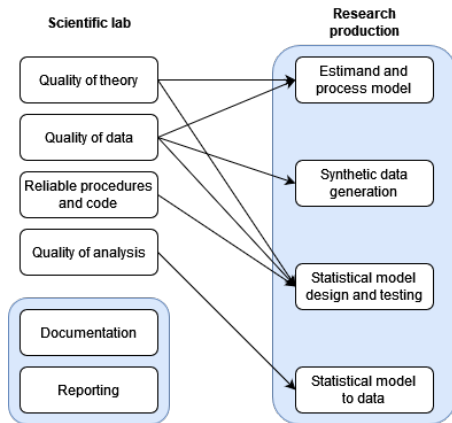 Scientific lab
Research
production
Quality of theory
Quality of data
Reliable procedures
and code
Quality of analysis
Documentation
Reporting
Estimand and
process model
Synthetic data
generation
Statistical model
design and testing
Statistical model
to data